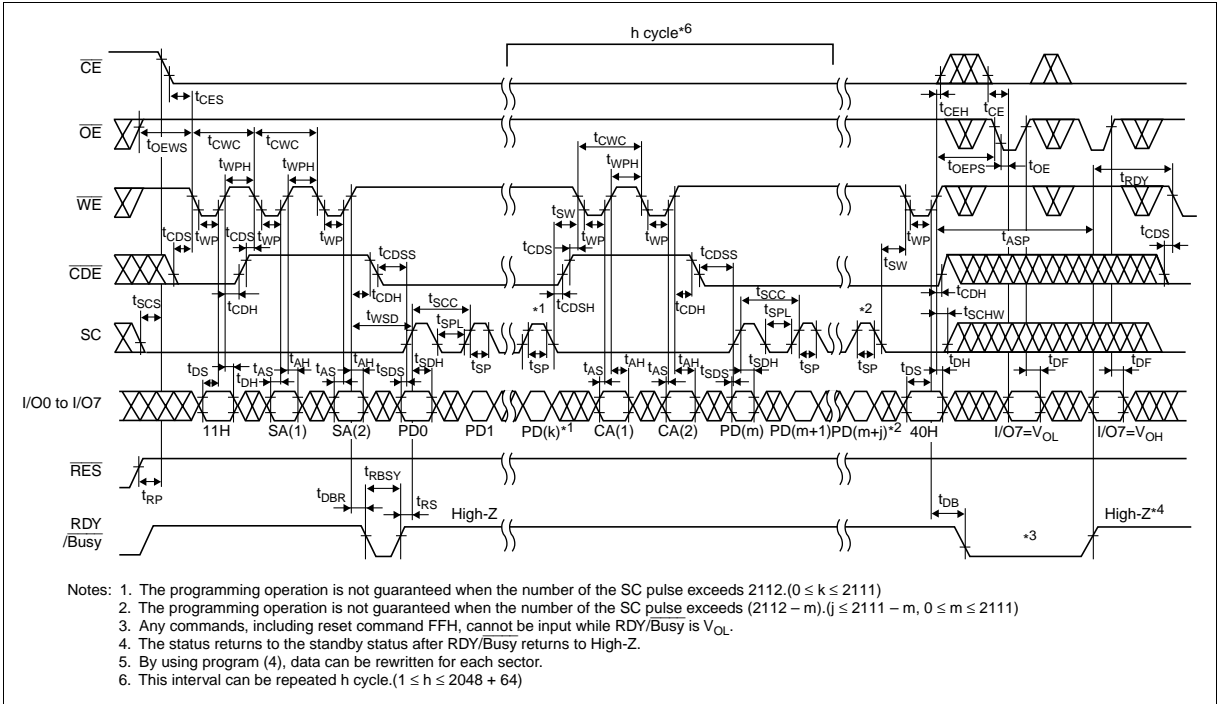 h cycle*6
CE
tCES
tCEH
tCE
OE
tOEWS
tCWC
tCWC
tCWC
tWPH
tWPH
tWPH
tOEPS
tOE
tRDY
WE
tWP
tWP
tWP
tSW
tWP
tWP
tWP
tCDS
tCDS
tCDS
tCDSS
tCDSS
tSW
tASP
tCDS
CDE
tCDH
tCDH
tCDSH
tCDH
tCDH
tSCS
tWSD
tSCC
tSPL
*1
tSCC
tSPL
*2
tSCHW
SC
tSP
tSP
tSP
tSP
tDS
tDH
tAS
tAH
tAS
tAH
tSDS
tSDH
tAS
tAH
tAS
tAH
tSDS
tSDH
tDS
tDH
tDF
tDF
I/O0 to I/O7
11H
SA(1)
SA(2)
PD0
PD1
PD(k)*1
CA(1)
CA(2)
PD(m)
PD(m+1)
PD(m+j)*2
40H
I/O7=VOL
I/O7=VOH
RES
tRP
tDBR
tRBSY
tRS
tDB
RDY
/Busy
High-Z
*3
High-Z*4
Notes: 1. The programming operation is not guaranteed when the number of the SC pulse exceeds 2112.(0 ≤ k ≤ 2111)
2. The programming operation is not guaranteed when the number of the SC pulse exceeds (2112 – m).(j ≤ 2111 – m, 0 ≤ m ≤ 2111)
3. Any commands, including reset command FFH, cannot be input while RDY/Busy is VOL.
4. The status returns to the standby status after RDY/Busy returns to High-Z.
5. By using program (4), data can be rewritten for each sector.
6. This interval can be repeated h cycle.(1 ≤ h ≤ 2048 + 64)